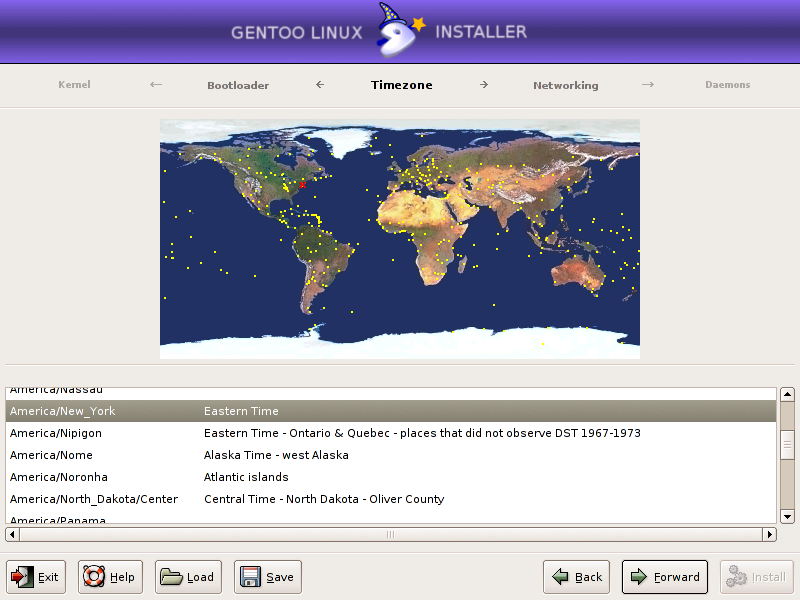 GENTOO LINUX INSTALLER
Kernel ← Bootloader ← Timezone → Networking → Daemons
America/Nassau
America/New_York Eastern Time
America/Nipigon Eastern Time - Ontario & Quebec - places that did not observe DST 1967-1973
America/Nome Alaska Time - west Alaska
America/Noronha Atlantic islands
America/North_Dakota/Center Central Time - North Dakota - Oliver County
America/Panama
Exit Help Load Save Back Forward Install